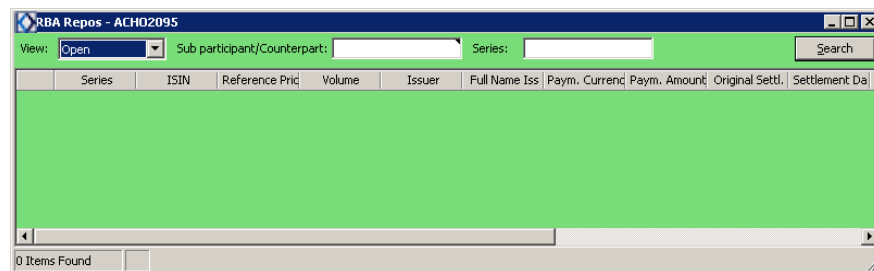 RBA Repos - ACHO2095
View: Open Sub participant/Counterpart: Series: Search
Series ISIN Reference Pric Volume Issuer Full Name Iss Paym. Currenc Paym. Amount Original Settl. Settlement Da
0 Items Found